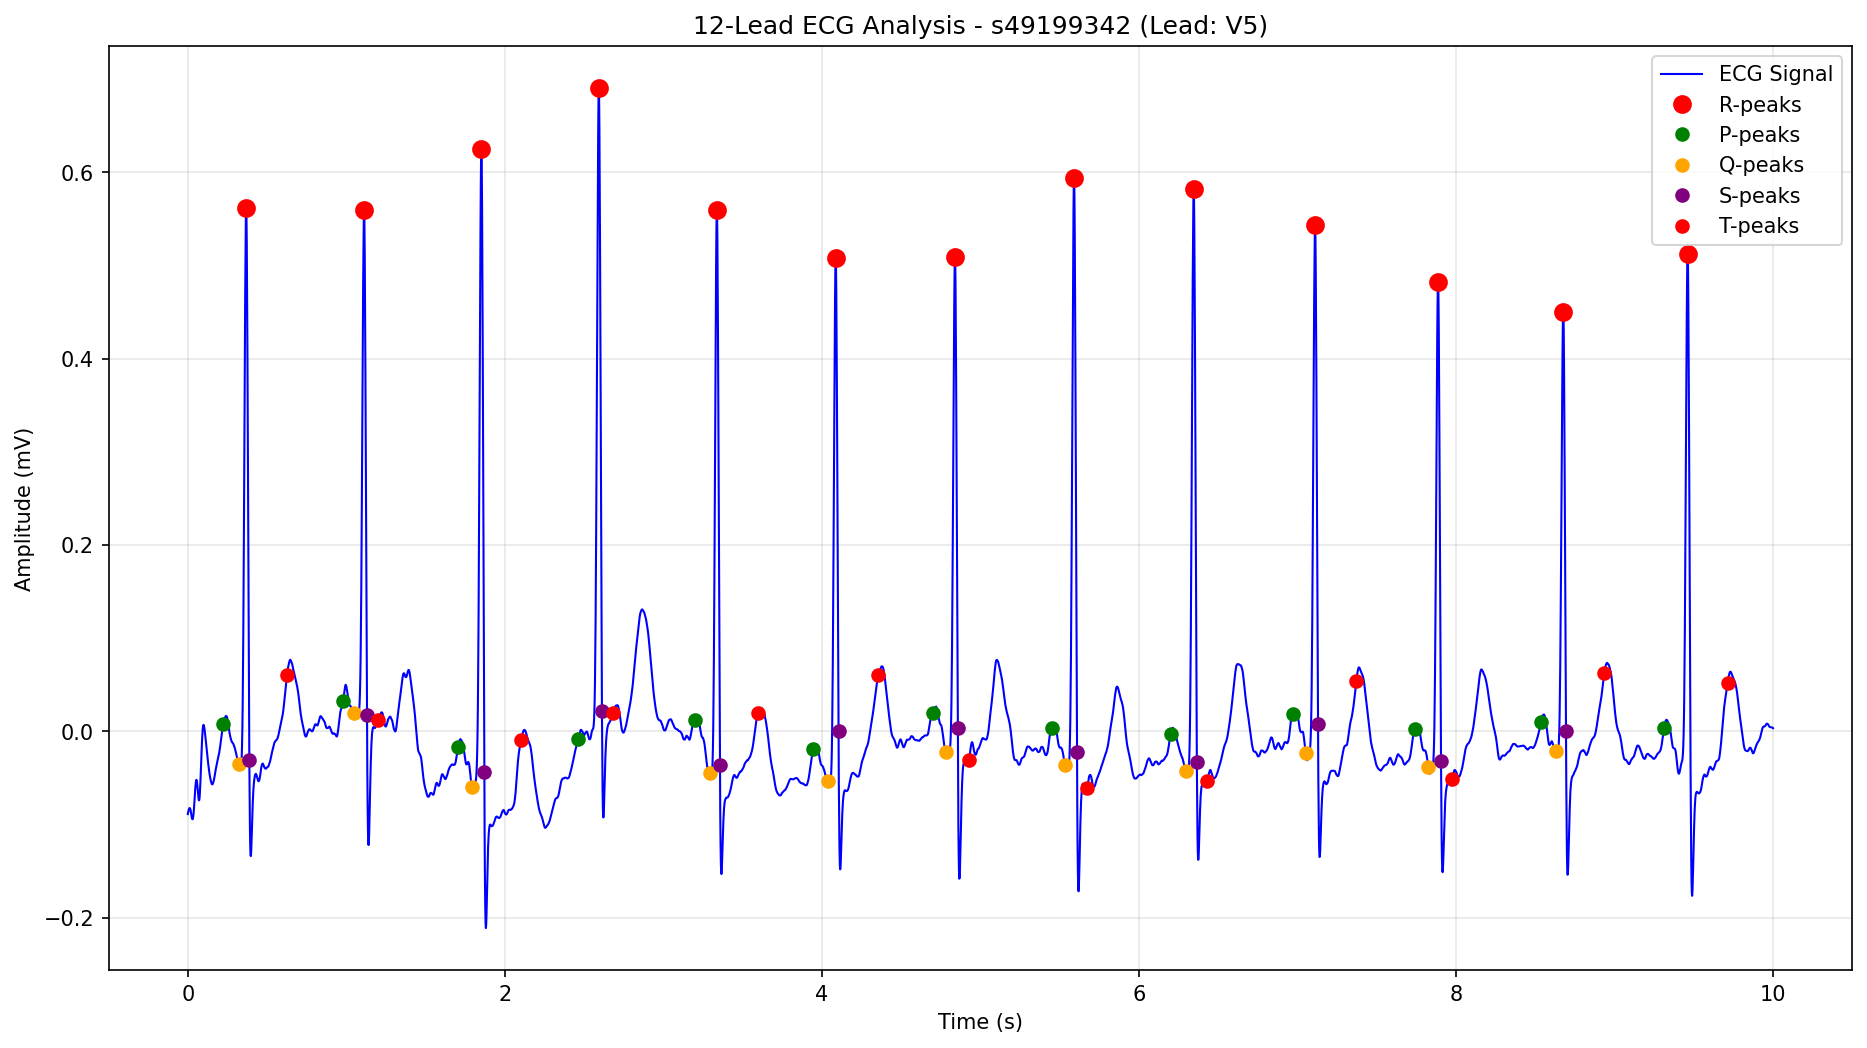 12-Lead ECG Analysis - s49199342 (Lead: V5)
ECG Signal
R-peaks
P-peaks
Q-peaks
S-peaks
T-peaks
Amplitude (mV)
0.6
0.4
0.2
0.0
−0.2
0 2 4 6 8 10
Time (s)